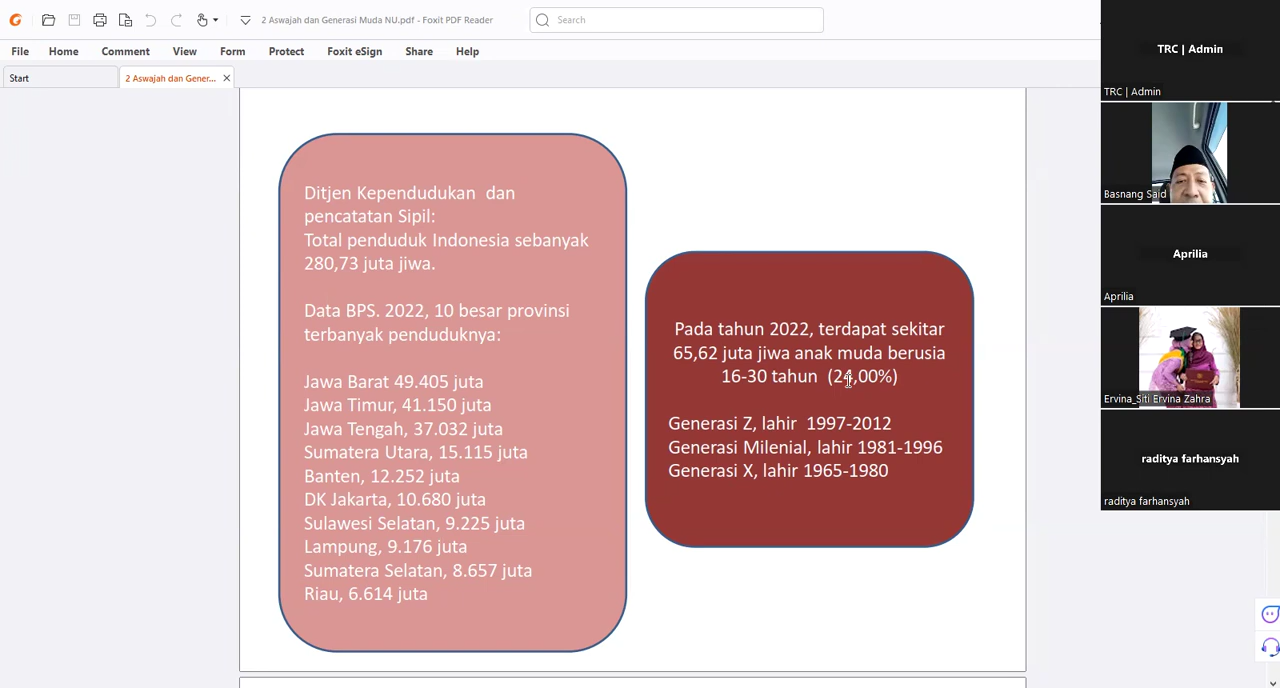 2 Aswajah dan Generasi Muda NU.pdf - Foxit PDF Reader
Search
File Home Comment View Form Protect Foxit eSign Share Help
Start
2 Aswajah dan Gener...
Ditjen Kependudukan dan
pencatatan Sipil:
Total penduduk Indonesia sebanyak
280,73 juta jiwa.
Data BPS. 2022, 10 besar provinsi
terbanyak penduduknya:
Jawa Barat 49.405 juta
Jawa Timur, 41.150 juta
Jawa Tengah, 37.032 juta
Sumatera Utara, 15.115 juta
Banten, 12.252 juta
DK Jakarta, 10.680 juta
Sulawesi Selatan, 9.225 juta
Lampung, 9.176 juta
Sumatera Selatan, 8.657 juta
Riau, 6.614 juta
Pada tahun 2022, terdapat sekitar
65,62 juta jiwa anak muda berusia
16-30 tahun (24,00%)
Generasi Z, lahir 1997-2012
Generasi Milenial, lahir 1981-1996
Generasi X, lahir 1965-1980
TRC | Admin
TRC | Admin
Basnang Said
Aprilia
Aprilia
Ervina_Siti Ervina Zahra
raditya farhansyah
raditya farhansyah